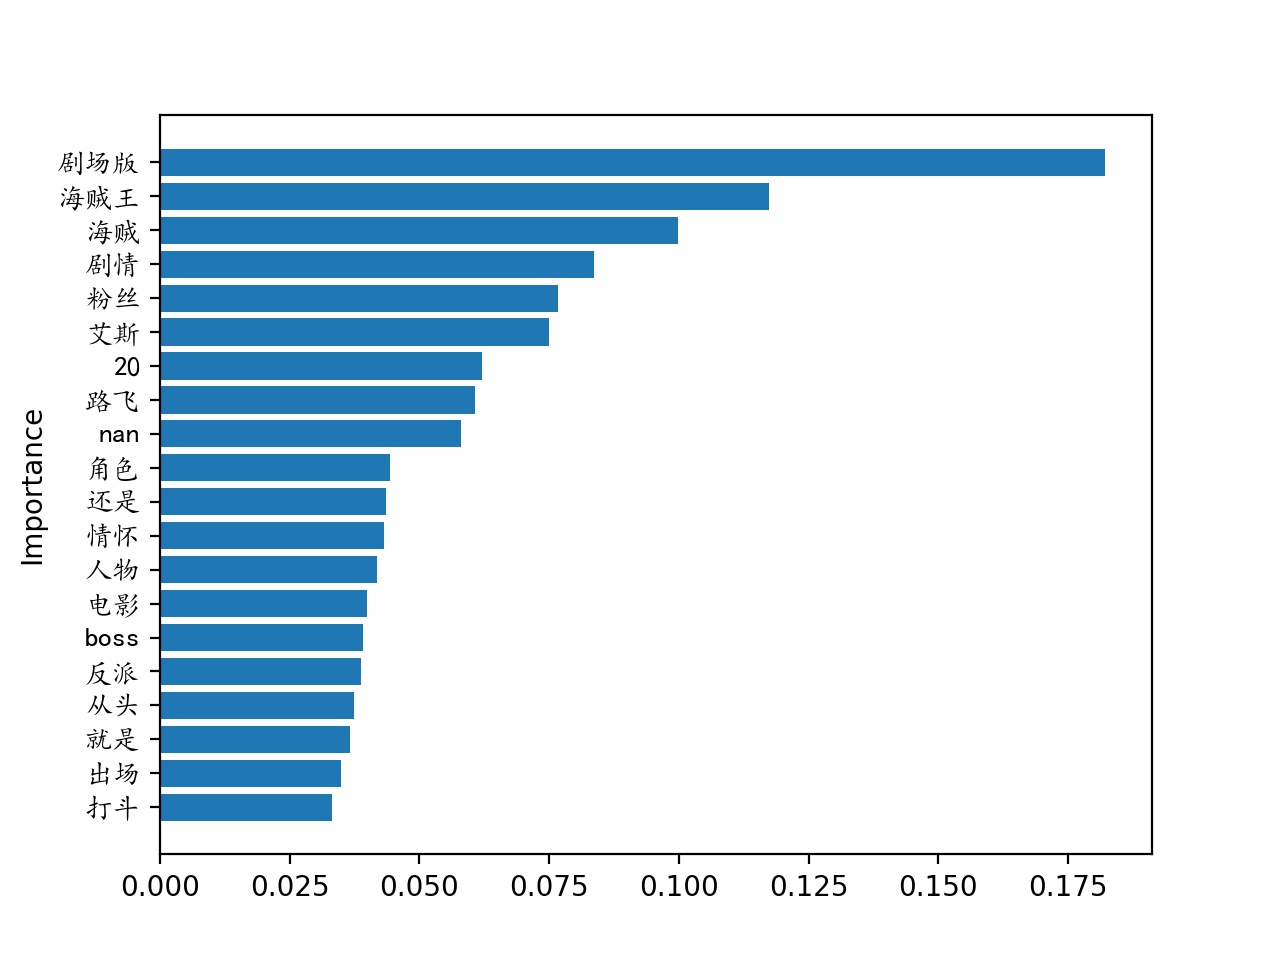 剧场版
海贼王
海贼
剧情
粉丝
艾斯
20
路飞
nan
角色
还是
情怀
人物
电影
boss
反派
从头
就是
出场
打斗
Importance
0.000 0.025 0.050 0.075 0.100 0.125 0.150 0.175